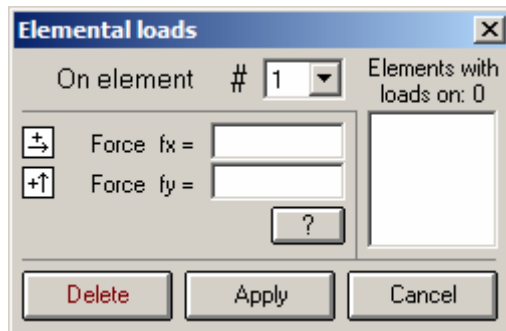 Elemental loads
On element # 1
Elements with
loads on: 0
Force fx =
+↑ Force fy =
?
Delete Apply Cancel